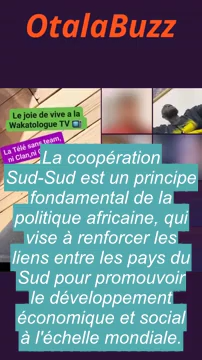 OtalaBuzz
Le joie de vive a la
Wakatologue TV 📺
La Télé sans team,
ni Clan,ni
La coopération
Sud-Sud est un principe
fondamental de la
politique africaine, qui
vise à renforcer les
liens entre les pays du
Sud pour promouvoir
le développement
économique et social
à l'échelle mondiale.